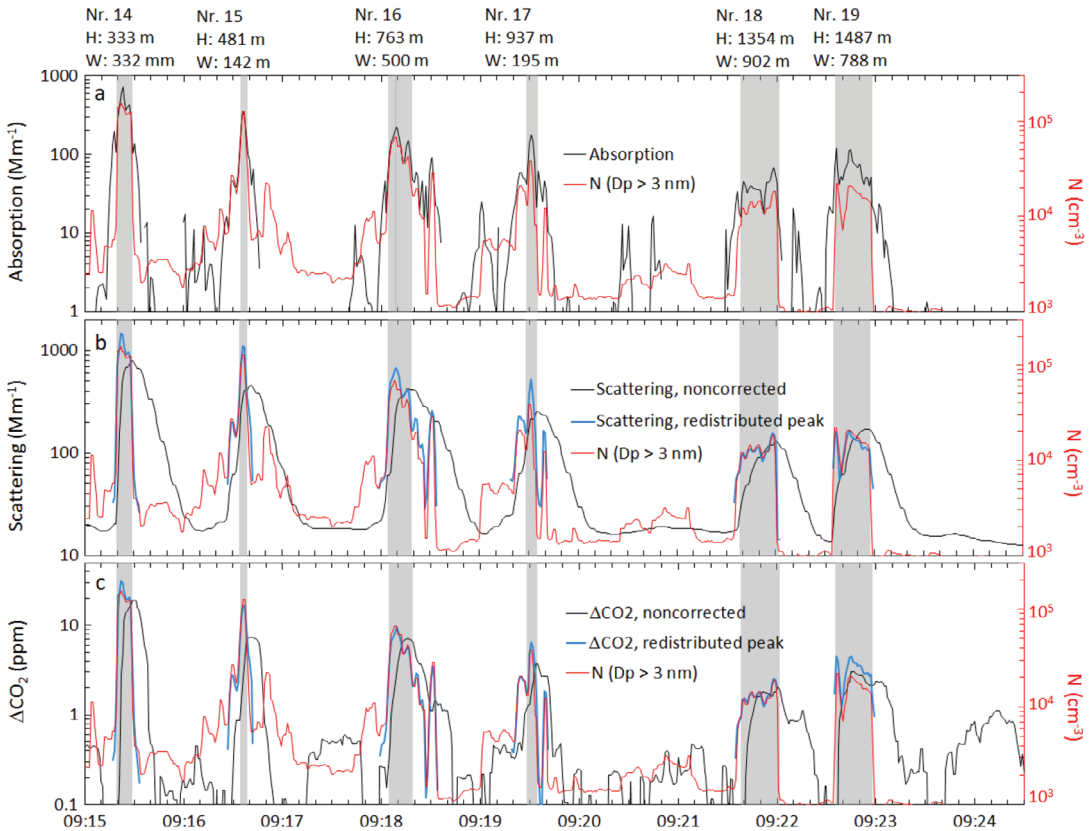 Nr. 14
H: 333 m
W: 332 mm
Nr. 15
H: 481 m
W: 142 m
Nr. 16
H: 763 m
W: 500 m
Nr. 17
H: 937 m
W: 195 m
Nr. 18
H: 1354 m
W: 902 m
Nr. 19
H: 1487 m
W: 788 m
a
Absorption (Mm⁻¹)
1000
100
10
1
Absorption
N (Dp > 3 nm)
10⁵
10⁴
10³
N (cm⁻³)
b
Scattering (Mm⁻¹)
1000
100
10
Scattering, noncorrected
Scattering, redistributed peak
N (Dp > 3 nm)
10⁵
10⁴
10³
N (cm⁻³)
c
ΔCO₂ (ppm)
10
1
0.1
ΔCO2, noncorrected
ΔCO2, redistributed peak
N (Dp > 3 nm)
10⁵
10⁴
10³
N (cm⁻³)
09:15 09:16 09:17 09:18 09:19 09:20 09:21 09:22 09:23 09:24